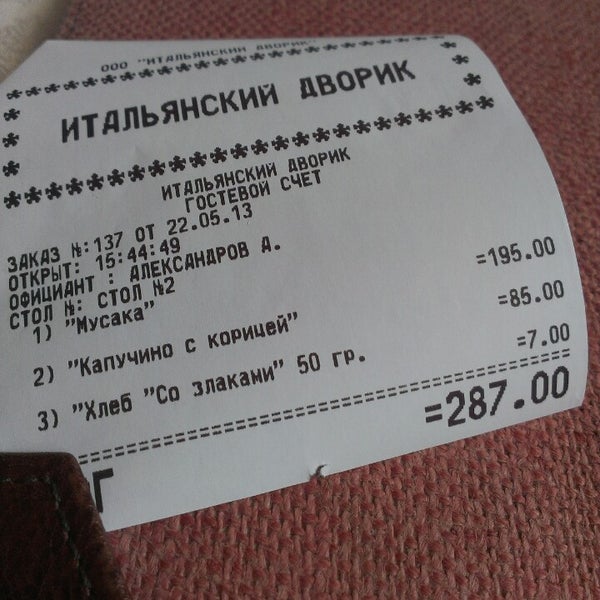 ООО "ИТАЛЬЯНСКИЙ ДВОРИК"
ИТАЛЬЯНСКИЙ ДВОРИК
ИТАЛЬЯНСКИЙ ДВОРИК
ГОСТЕВОЙ СЧЕТ
ЗАКАЗ №:137 ОТ 22.05.13
ОТКРЫТ: 15:44:49
ОФИЦИАНТ : АЛЕКСАНДРОВ А.
СТОЛ №: СТОЛ №2
1) "Мусака" =195.00
2) "Капучино с корицей" =85.00
3) "Хлеб "Со злаками" 50 гр. =7.00
=287.00